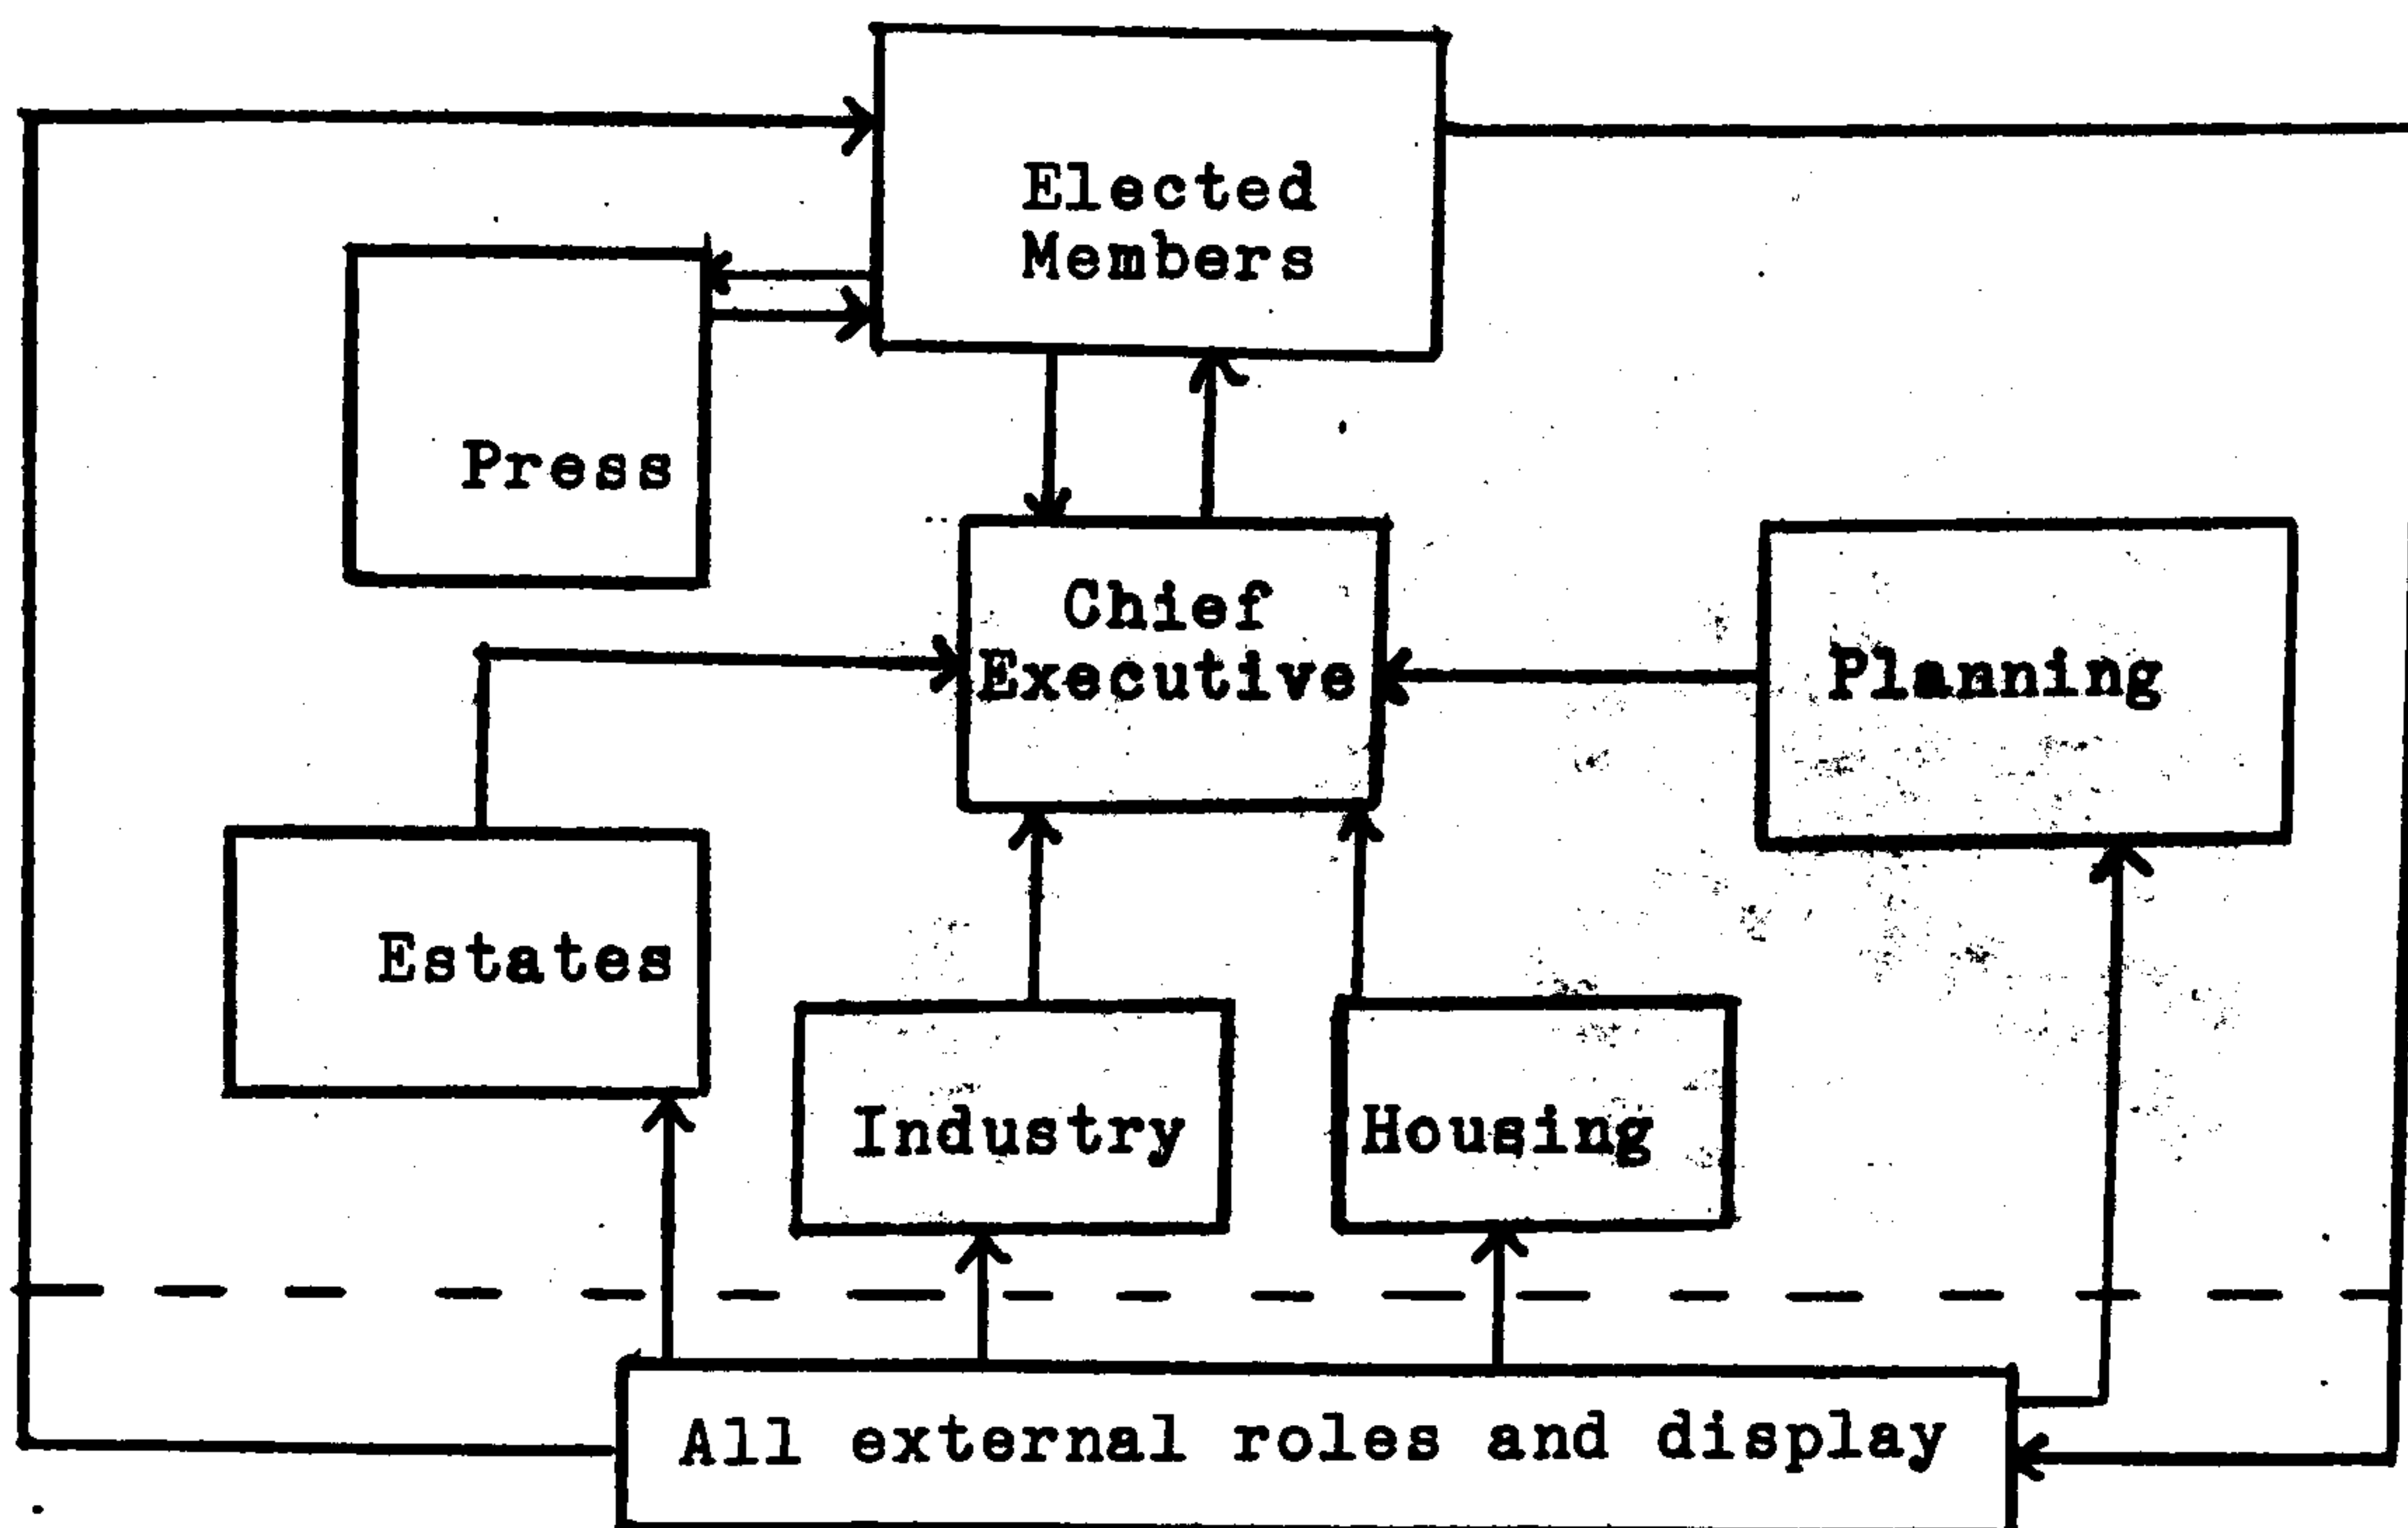 Elected
Members
Press
Chief
Executive
Planning
Estates
Industry
Housing
All external roles and display